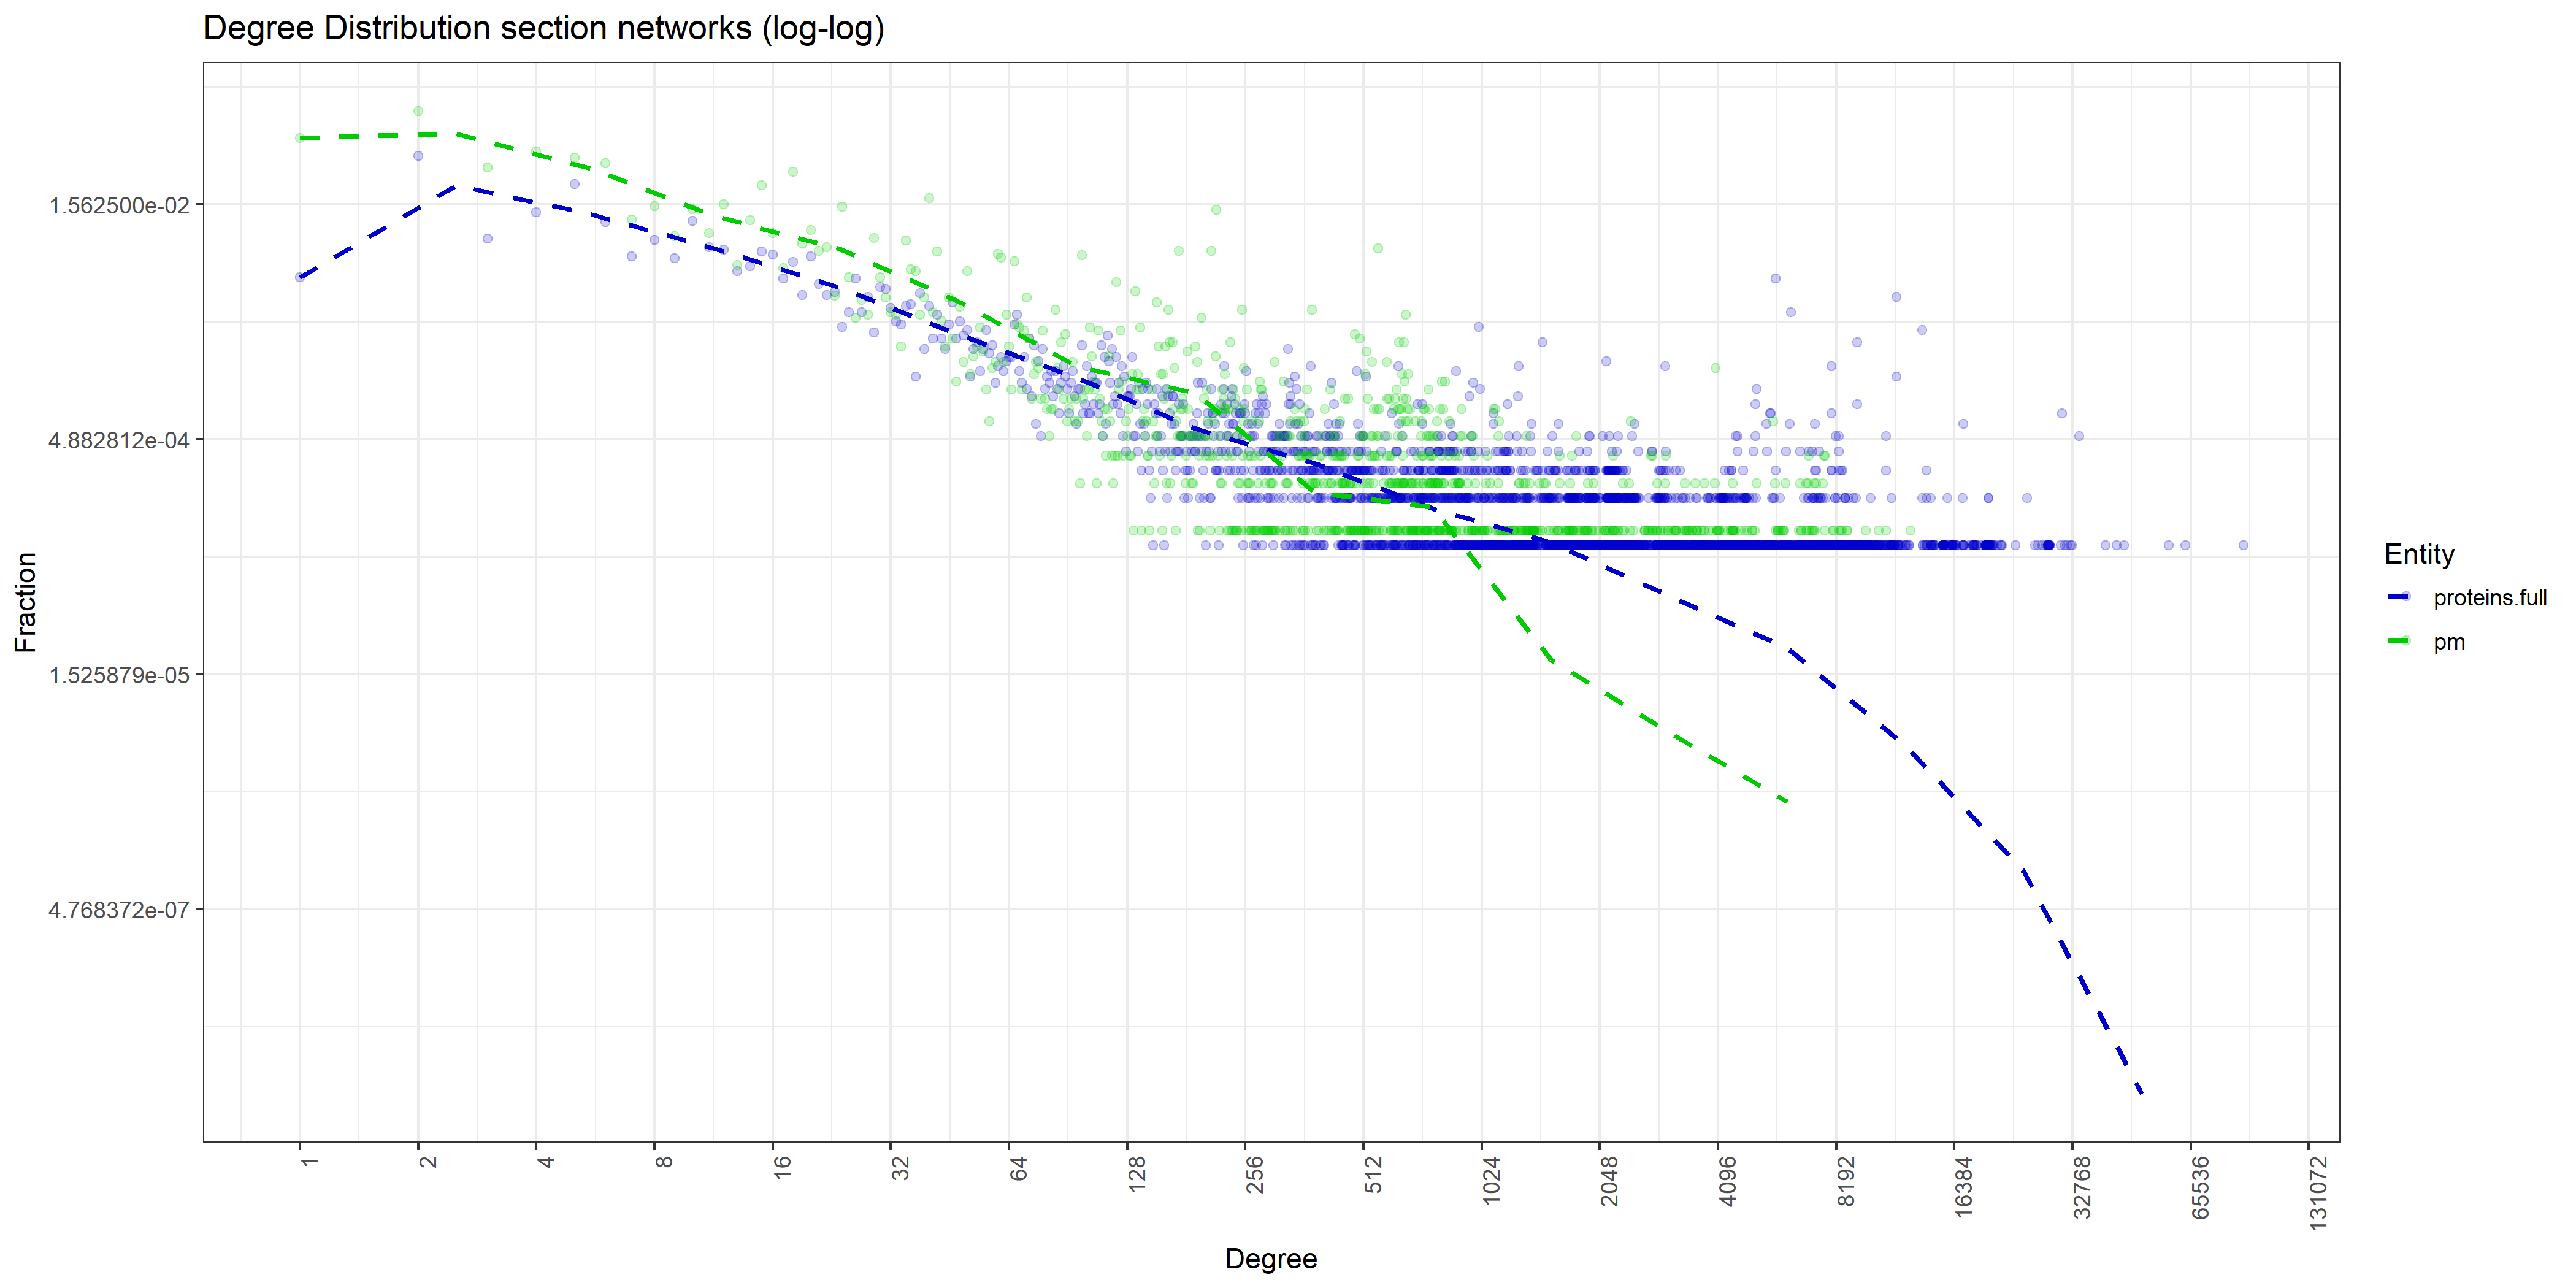 Degree Distribution section networks (log-log)
Fraction
1.562500e-02
4.882812e-04
1.525879e-05
4.768372e-07
1
2
4
8
16
32
64
128
256
512
1024
2048
4096
8192
16384
32768
65536
131072
Degree
Entity
proteins.full
pm